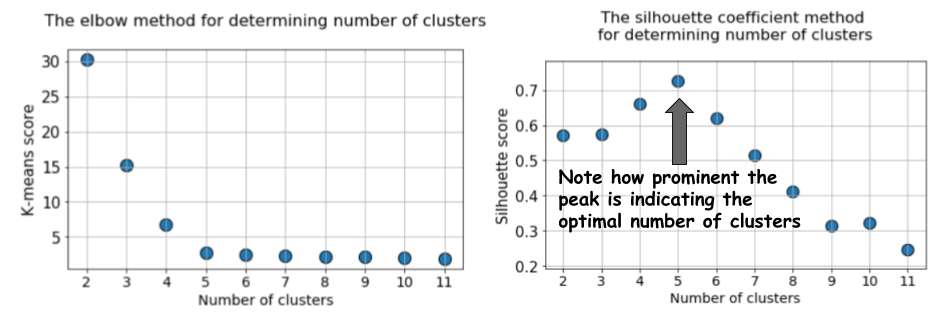 The elbow method for determining number of clusters
K-means score
30
25
20
15
10
5
2 3 4 5 6 7 8 9 10 11
Number of clusters
The silhouette coefficient method
for determining number of clusters
Silhouette score
0.7
0.6
0.5
0.4
0.3
0.2
Note how prominent the
peak is indicating the
optimal number of clusters
2 3 4 5 6 7 8 9 10 11
Number of clusters